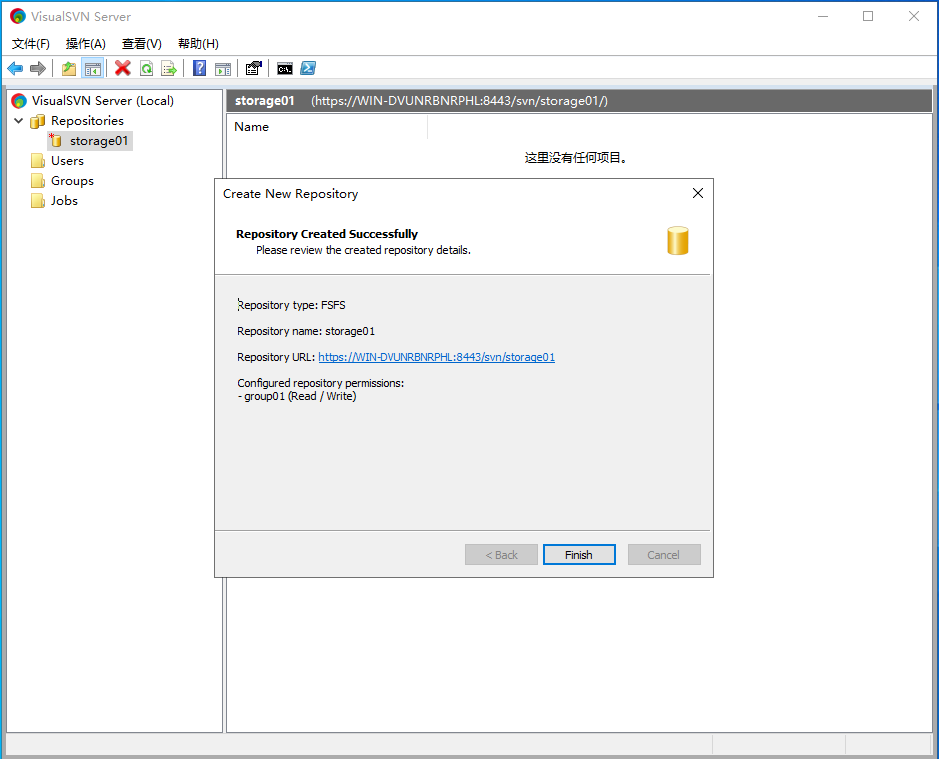 VisualSVN Server
文件(F) 操作(A) 查看(V) 帮助(H)
VisualSVN Server (Local)
Repositories
storage01
Users
Groups
Jobs
storage01 (https://WIN-DVUNRBNRPHL:8443/svn/storage01/)
Name
这里没有任何项目。
Create New Repository
Repository Created Successfully
Please review the created repository details.
Repository type: FSFS
Repository name: storage01
Repository URL: https://WIN-DVUNRBNRPHL:8443/svn/storage01
Configured repository permissions:
- group01 (Read / Write)
< Back Finish Cancel